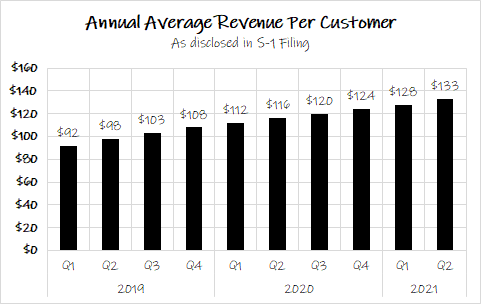 Annual Average Revenue Per Customer
As disclosed in S-1 Filing
$160
$140
$120
$100
$80
$60
$40
$20
$0
$92 $98 $103 $108 $112 $116 $120 $124 $128 $133
Q1 Q2 Q3 Q4 Q1 Q2 Q3 Q4 Q1 Q2
2019 2020 2021